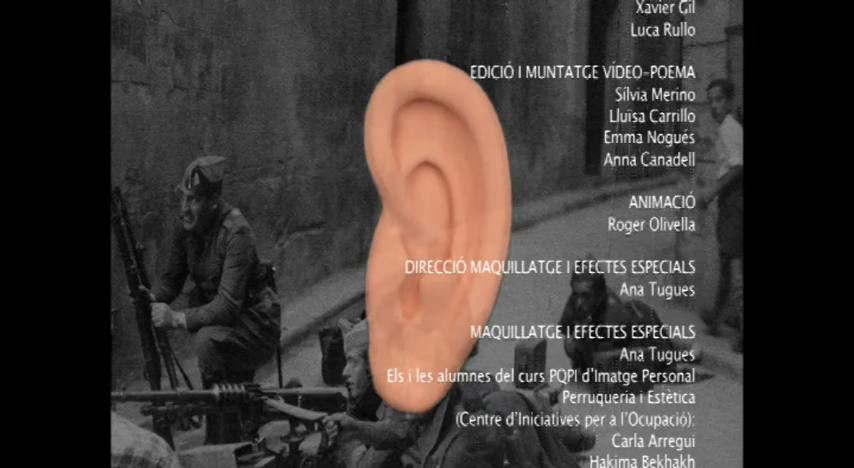 Xavier Gil
Luca Rullo
EDICIÓ I MUNTATGE VÍDEO-POEMA
Sílvia Merino
Lluïsa Carrillo
Emma Nogués
Anna Canadell
ANIMACIÓ
Roger Olivella
DIRECCIÓ MAQUILLATGE I EFECTES ESPECIALS
Ana Tugues
MAQUILLATGE I EFECTES ESPECIALS
Ana Tugues
Els i les alumnes del curs PQPI d'Imatge Personal
Perruqueria i Estètica
(Centre d'Iniciatives per a l'Ocupació):
Carla Arregui
Hakima Bekhakh